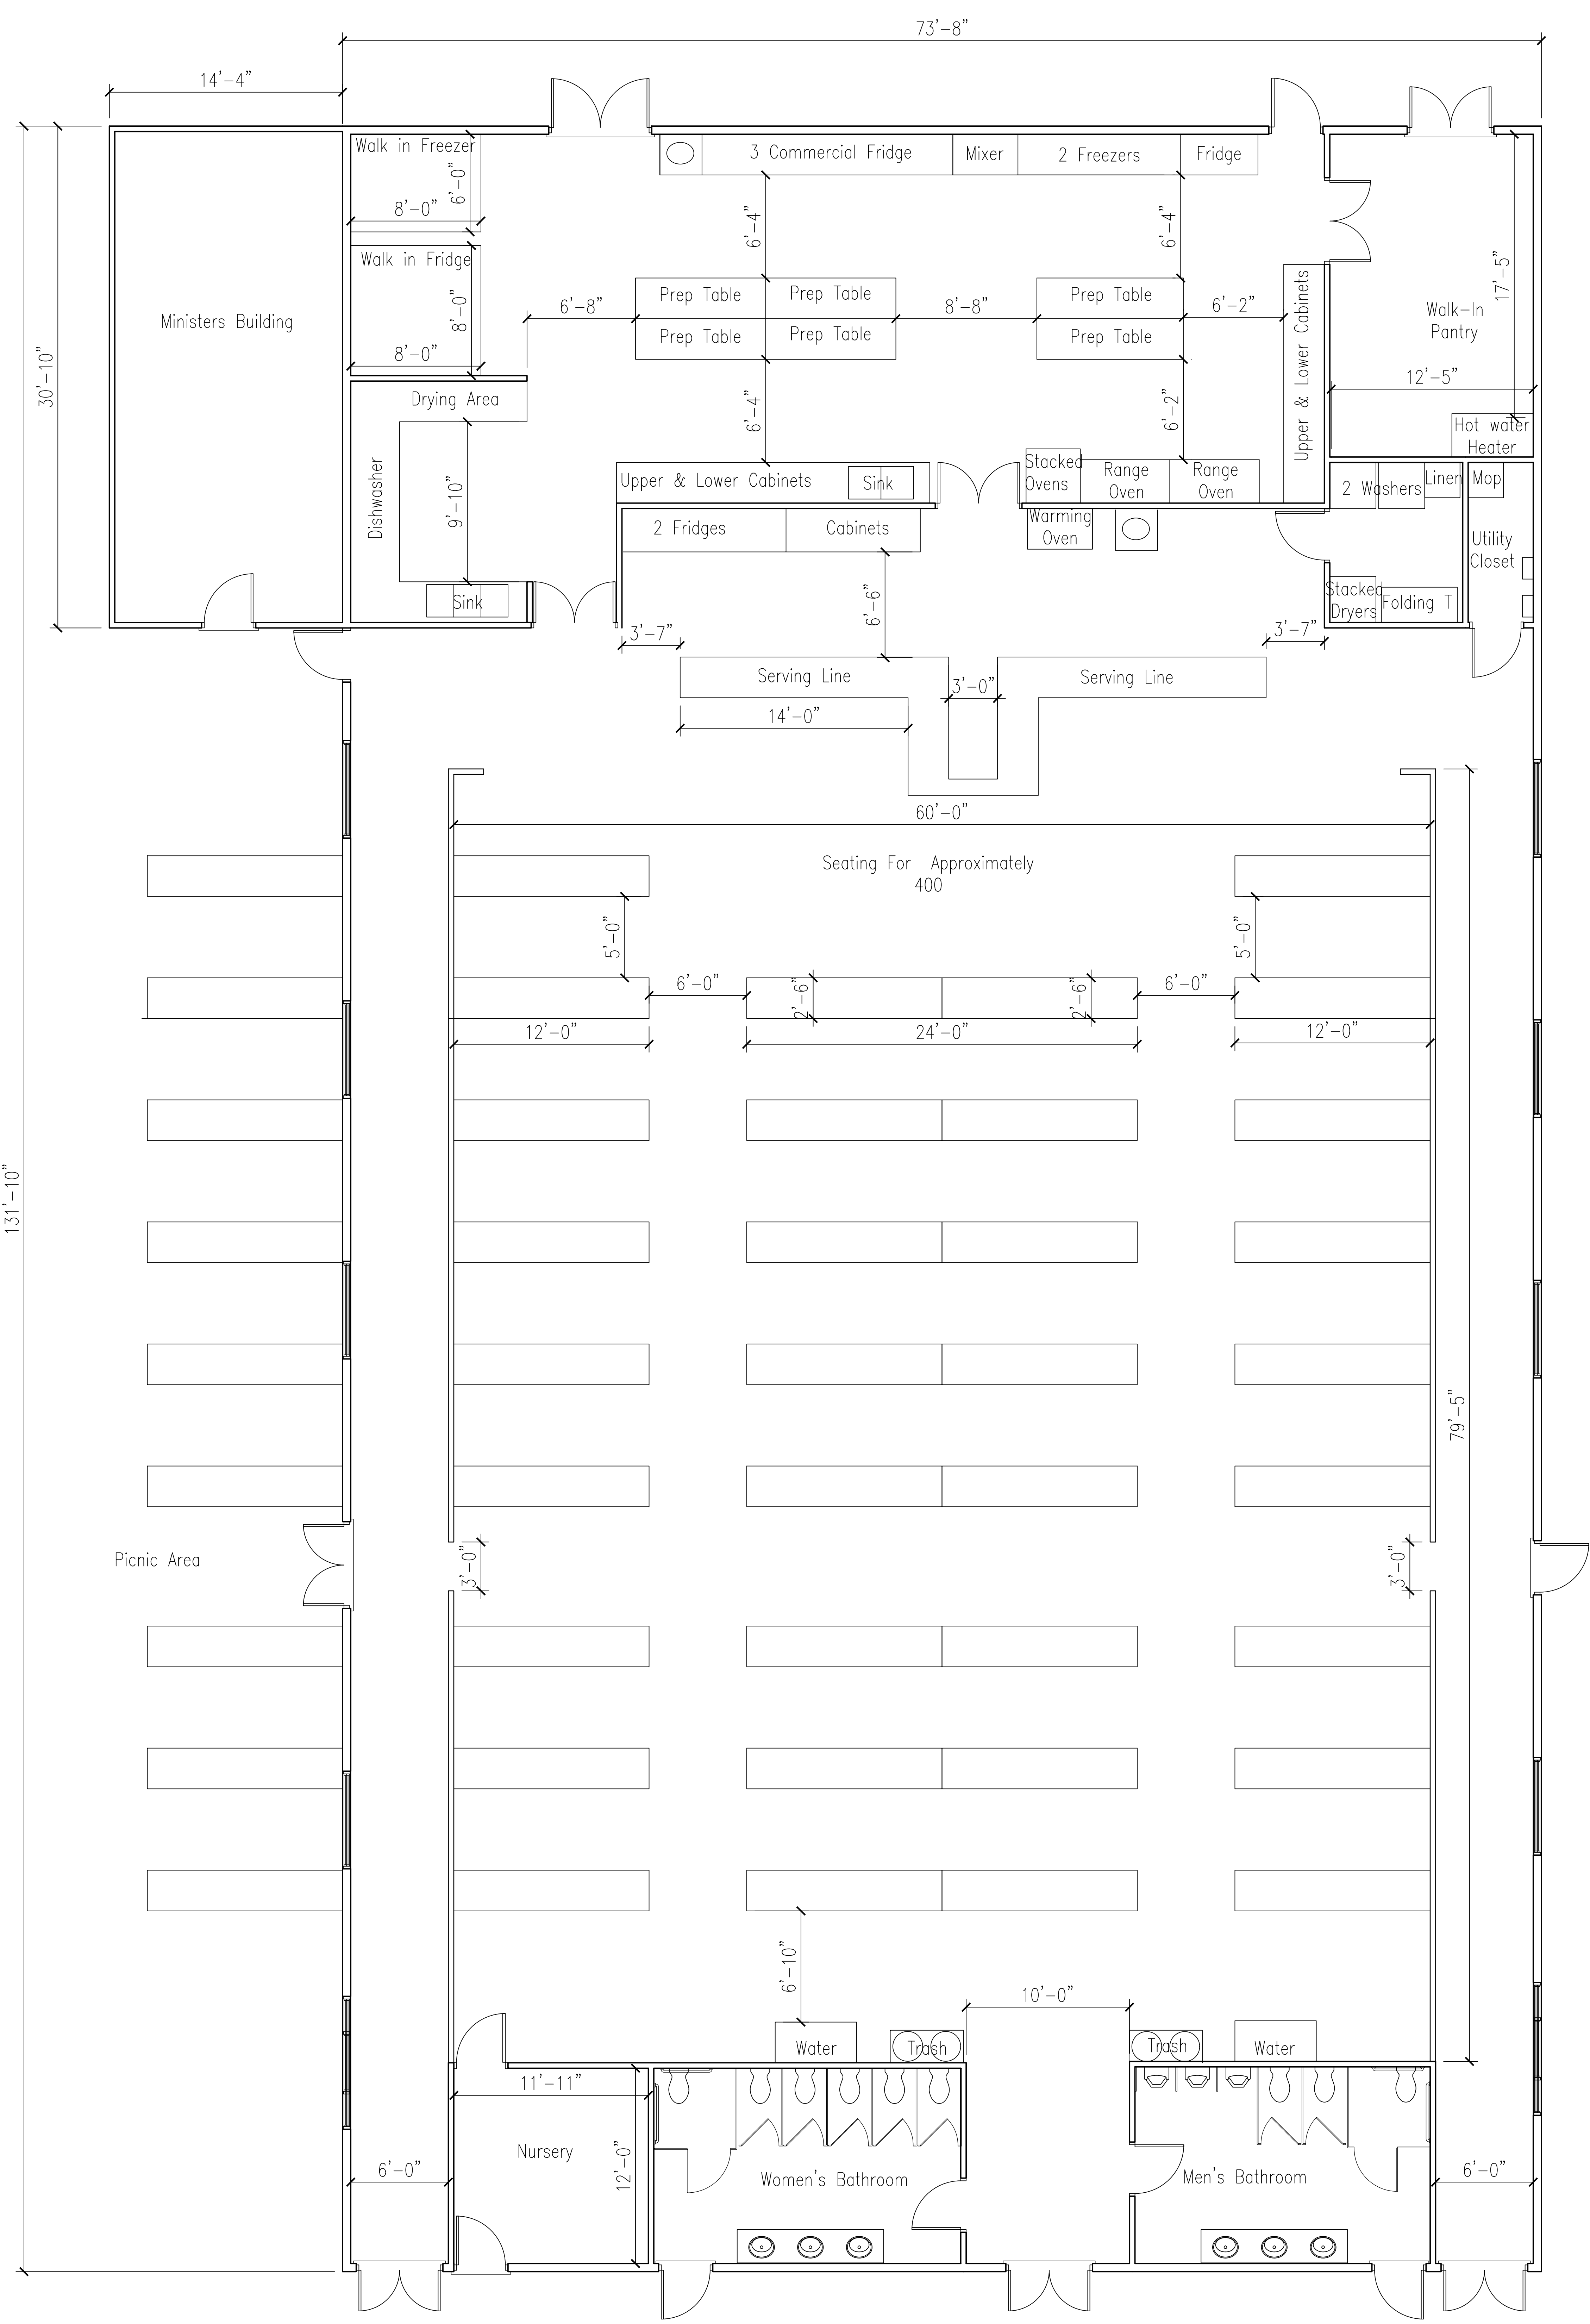 73'-8"
14'-4"
Walk in Freezer
6'-0"
8'-0"
3 Commercial Fridge
Mixer
2 Freezers
Fridge
6'-4"
6'-4"
Walk in Fridge
8'-0"
8'-0"
Ministers Building
30'-10"
6'-8"
Prep Table
Prep Table
Prep Table
Prep Table
8'-8"
Prep Table
Prep Table
6'-2"
Upper & Lower Cabinets
17'-5"
Walk-In
Pantry
12'-5"
Hot water
Heater
Drying Area
Dishwasher
9'-10"
6'-4"
6'-2"
Upper & Lower Cabinets
Sink
Stacked
Ovens
Range
Oven
Range
Oven
2 Washers
Linen
Mop
2 Fridges
Cabinets
Warming
Oven
Utility
Closet
Sink
Stacked
Dryers
Folding T
6'-6"
3'-7"
3'-7"
Serving Line
3'-0"
Serving Line
14'-0"
60'-0"
Seating For Approximately
400
5'-0"
5'-0"
6'-0"
2'-6"
2'-6"
6'-0"
12'-0"
24'-0"
12'-0"
131'-10"
79'-5"
Picnic Area
3'-0"
3'-0"
6'-10"
10'-0"
Water
Trash
Trash
Water
11'-11"
Nursery
12'-0"
6'-0"
Women's Bathroom
Men's Bathroom
6'-0"